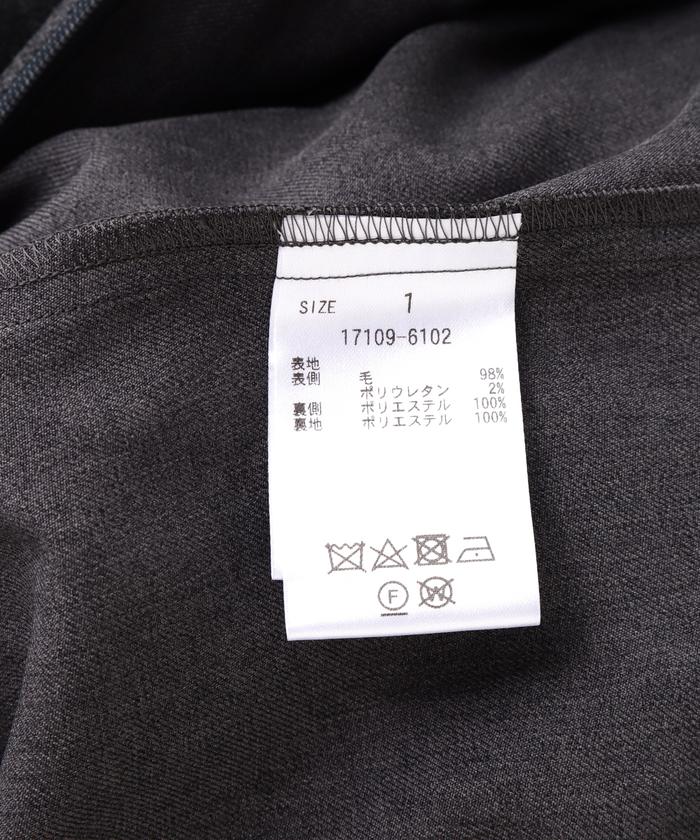 SIZE 1
17109-6102
表地
表側 毛 98%
ポリウレタン 2%
裏側 ポリエステル 100%
裏地 ポリエステル 100%
F W